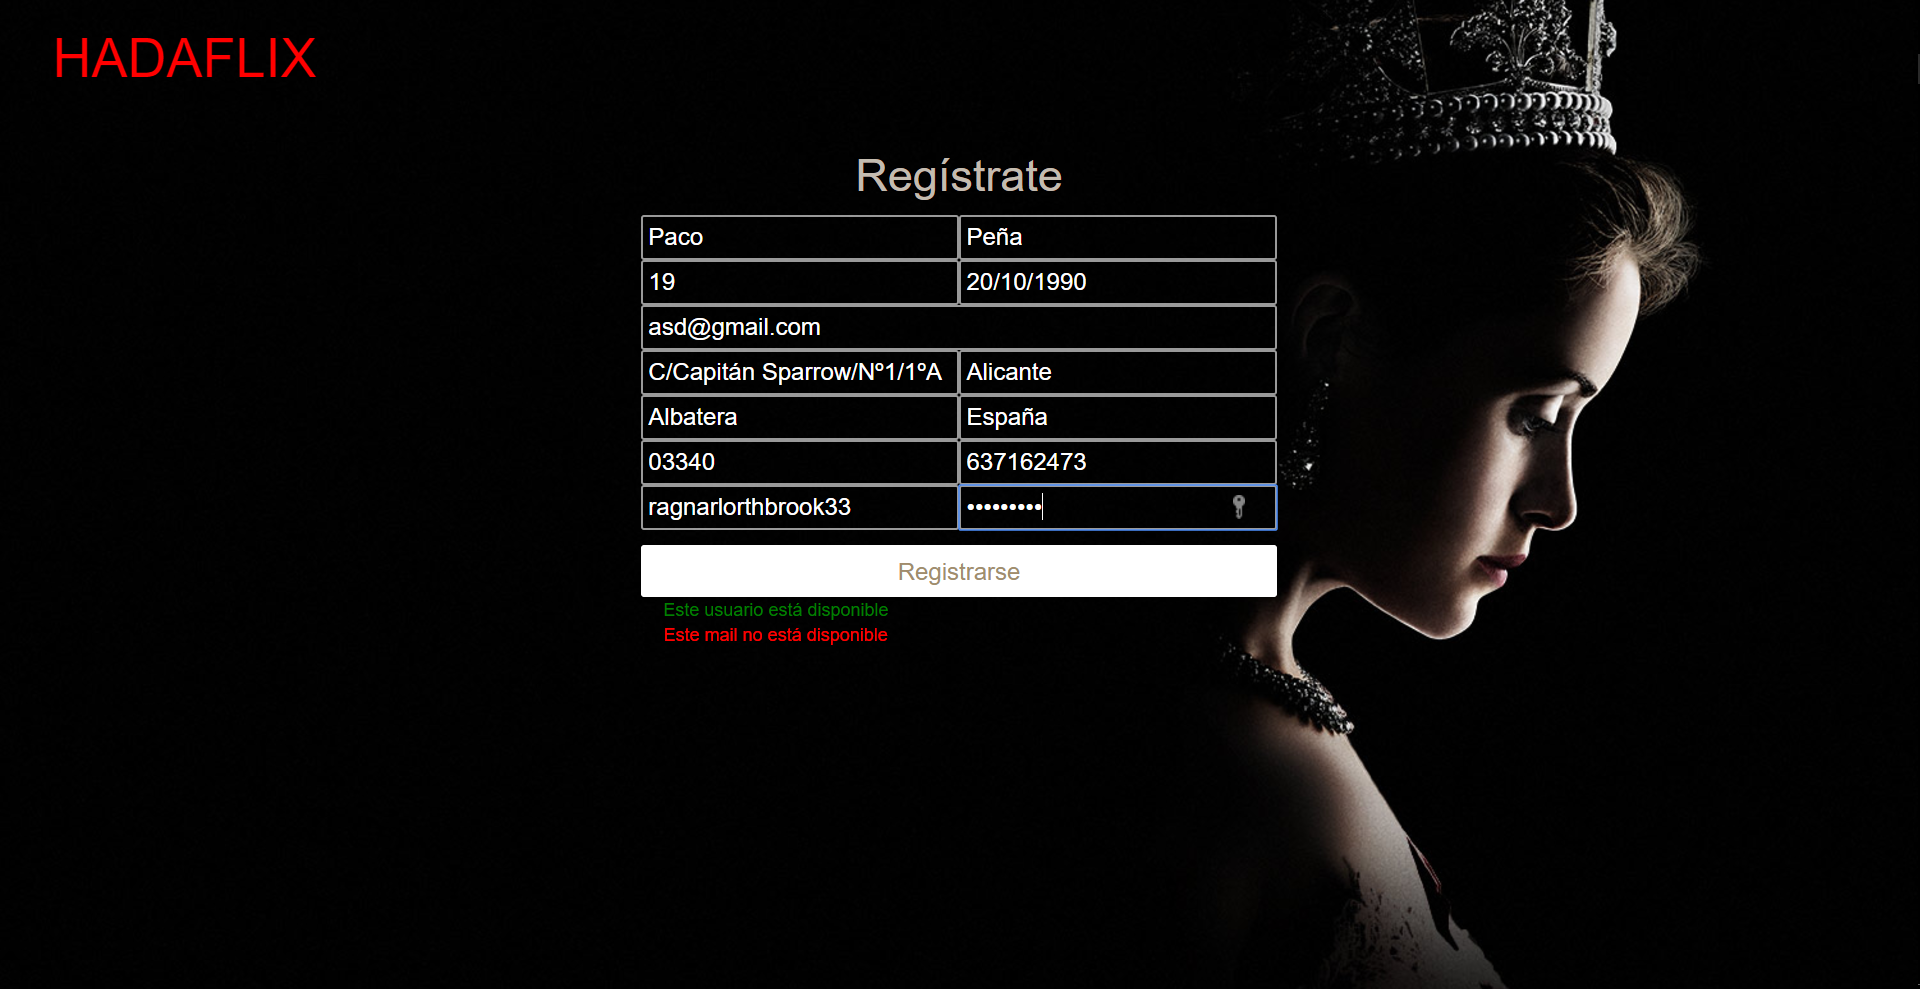 HADAFLIX
Regístrate
Paco Peña
19 20/10/1990
asd@gmail.com
C/Capitán Sparrow/Nº1/1ºA Alicante
Albatera España
03340 637162473
ragnarlorthbrook33 •••••••••
Registrarse
Este usuario está disponible
Este mail no está disponible